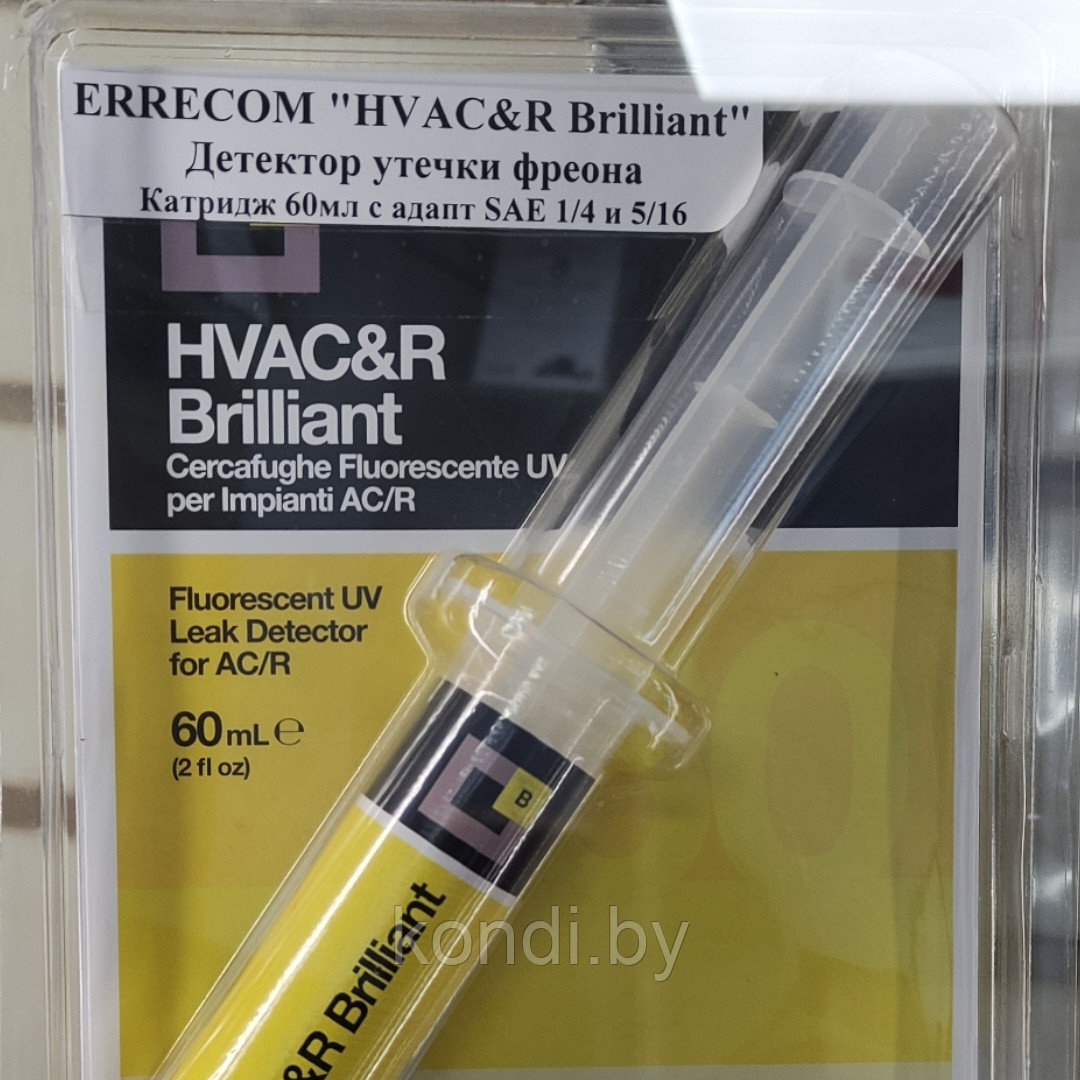 ERRECOM "HVAC&R Brilliant"
Детектор утечки фреона
Катридж 60мл с адапт SAE 1/4 и 5/16
HVAC&R
Brilliant
Cercafughe Fluorescente UV
per Impianti AC/R
Fluorescent UV
Leak Detector
for AC/R
60 mL ℮
(2 fl oz)
B
&R Brilliant
kondi.by